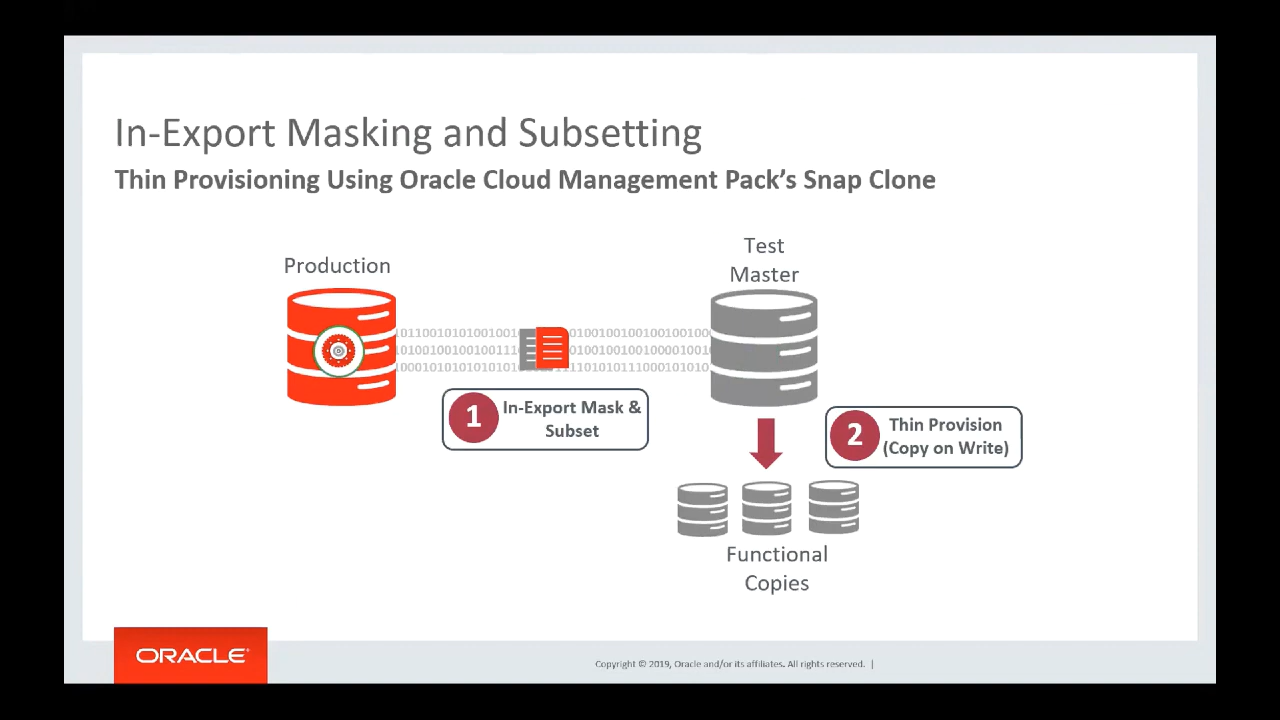 In-Export Masking and Subsetting
Thin Provisioning Using Oracle Cloud Management Pack's Snap Clone
Production
Test
Master
1
In-Export Mask &
Subset
2
Thin Provision
(Copy on Write)
Functional
Copies
ORACLE
Copyright © 2019, Oracle and/or its affiliates. All rights reserved. |